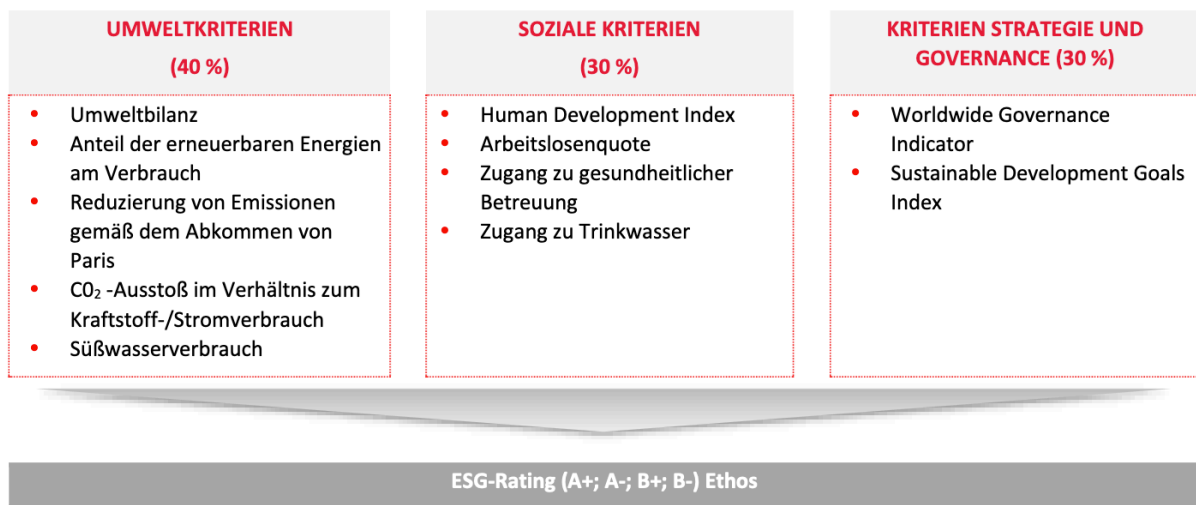 UMWELTKRITERIEN
(40 %)
• Umweltbilanz
• Anteil der erneuerbaren Energien
am Verbrauch
• Reduzierung von Emissionen
gemäß dem Abkommen von
Paris
• C0₂ -Ausstoß im Verhältnis zum
Kraftstoff-/Stromverbrauch
• Süßwasserverbrauch
SOZIALE KRITERIEN
(30 %)
• Human Development Index
• Arbeitslosenquote
• Zugang zu gesundheitlicher
Betreuung
• Zugang zu Trinkwasser
KRITERIEN STRATEGIE UND
GOVERNANCE (30 %)
• Worldwide Governance
Indicator
• Sustainable Development Goals
Index
ESG-Rating (A+; A-; B+; B-) Ethos